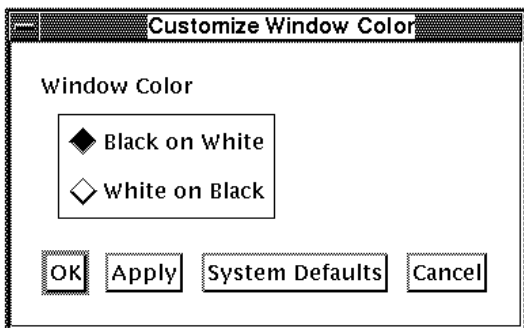 Customize Window Color
Window Color
Black on White
White on Black
OK Apply System Defaults Cancel